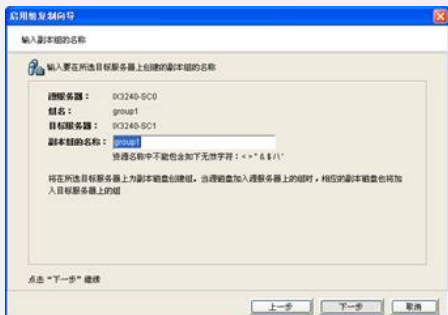 启用组复制向导
输入副本组的名称
输入要在所选目标服务器上创建的副本组的名称
源服务器： IX3240-SC0
组名： group1
目标服务器： IX3240-SC1
副本组的名称： group1
资源名称中不能包含如下无效字符：< > " & $ / \ '
将在所选目标服务器上为副本磁盘创建组。当源磁盘加入源服务器上的组时，相应的副本磁盘也将加
入目标服务器上的组
点击 "下一步" 继续
上一步 下一步 取消